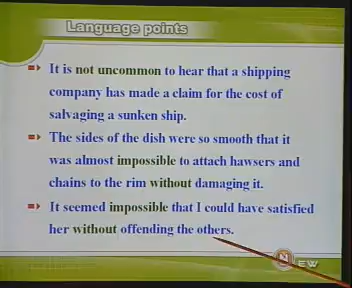 Language points
It is not uncommon to hear that a shipping
company has made a claim for the cost of
salvaging a sunken ship.
The sides of the dish were so smooth that it
was almost impossible to attach hawsers and
chains to the rim without damaging it.
It seemed impossible that I could have satisfied
her without offending the others.
N EW